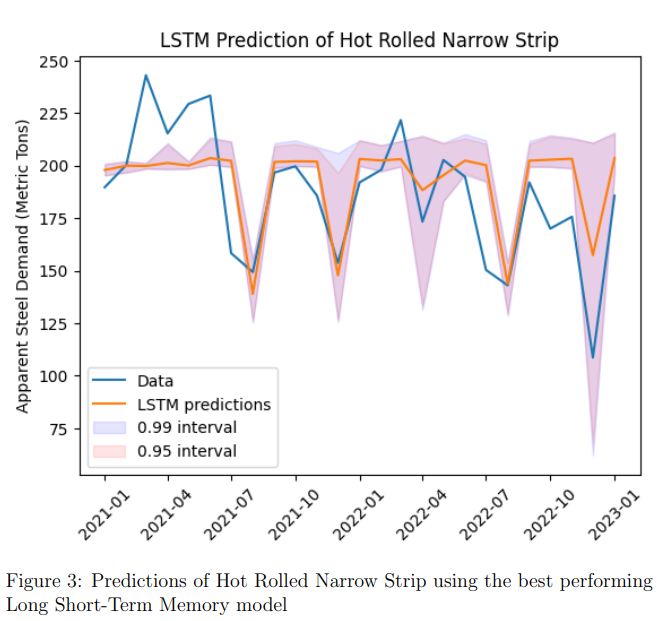 LSTM Prediction of Hot Rolled Narrow Strip
Apparent Steel Demand (Metric Tons)
250
225
200
175
150
125
100
75
Data
LSTM predictions
0.99 interval
0.95 interval
2021-01
2021-04
2021-07
2021-10
2022-01
2022-04
2022-07
2022-10
2023-01
Figure 3: Predictions of Hot Rolled Narrow Strip using the best performing
Long Short-Term Memory model